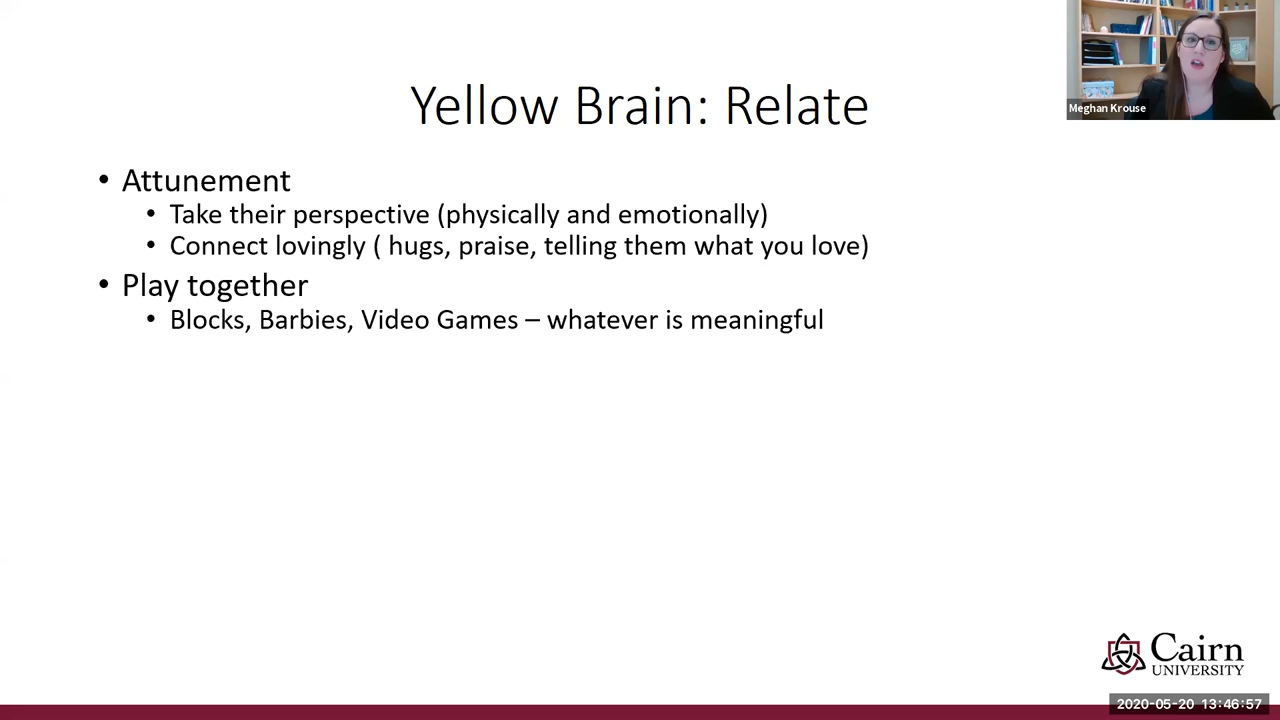 Meghan Krouse
Yellow Brain: Relate
• Attunement
• Take their perspective (physically and emotionally)
• Connect lovingly ( hugs, praise, telling them what you love)
• Play together
• Blocks, Barbies, Video Games – whatever is meaningful
Cairn
UNIVERSITY
2020-05-20 13:46:57